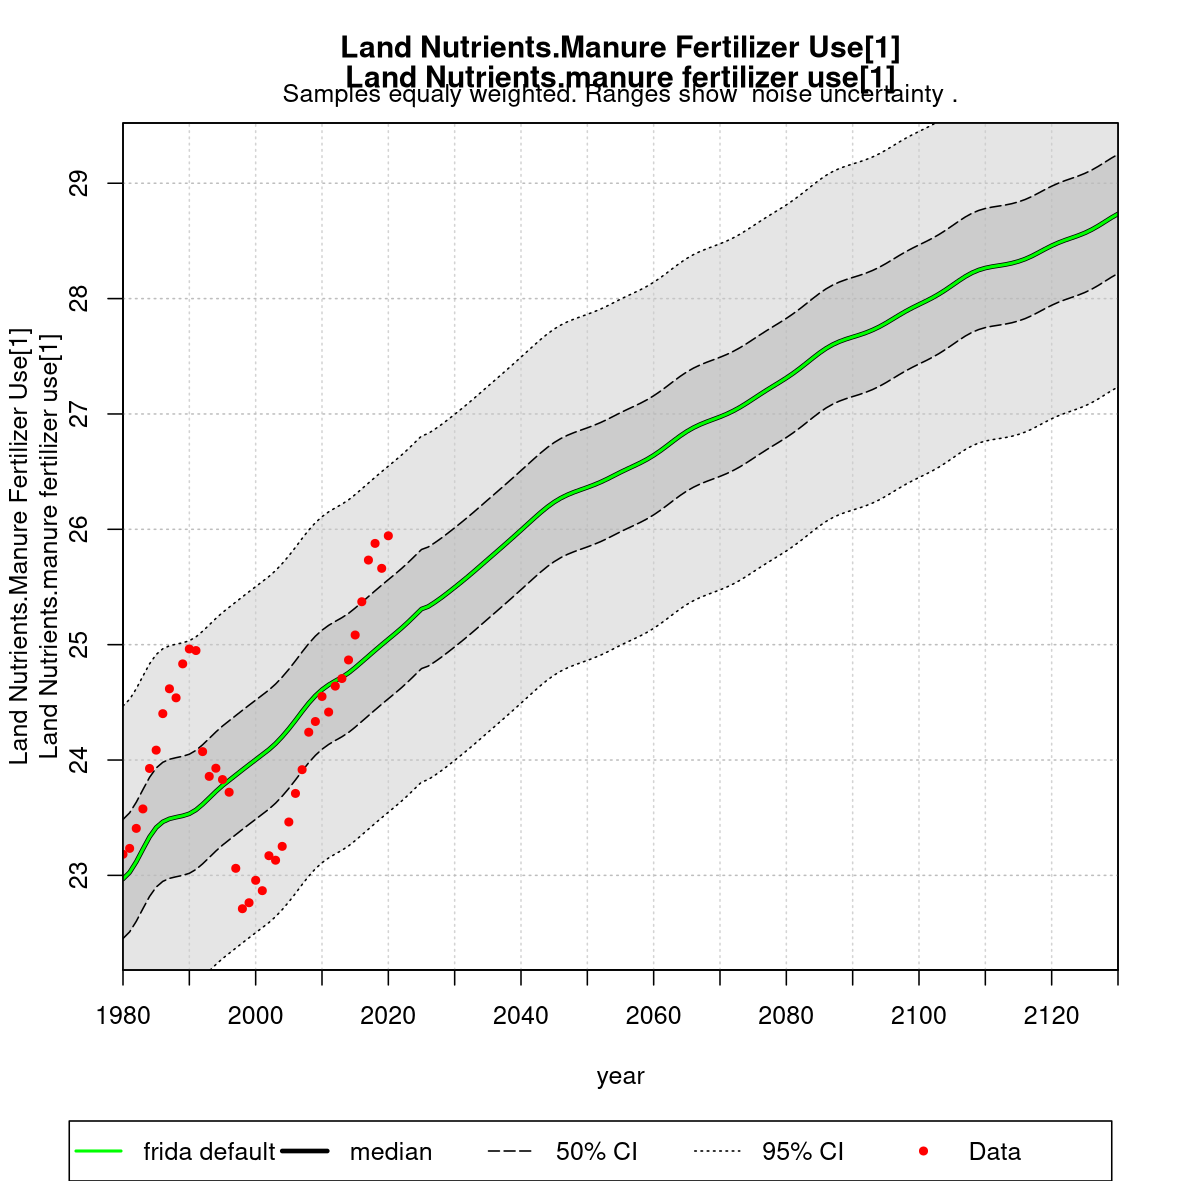 Land Nutrients.Manure Fertilizer Use[1]
Land Nutrients.manure fertilizer use[1]
Samples equaly weighted. Ranges show  noise uncertainty .
Land Nutrients.Manure Fertilizer Use[1]
Land Nutrients.manure fertilizer use[1]
29
28
27
26
25
24
23
1980 2000 2020 2040 2060 2080 2100 2120
year
frida default median 50% CI 95% CI Data